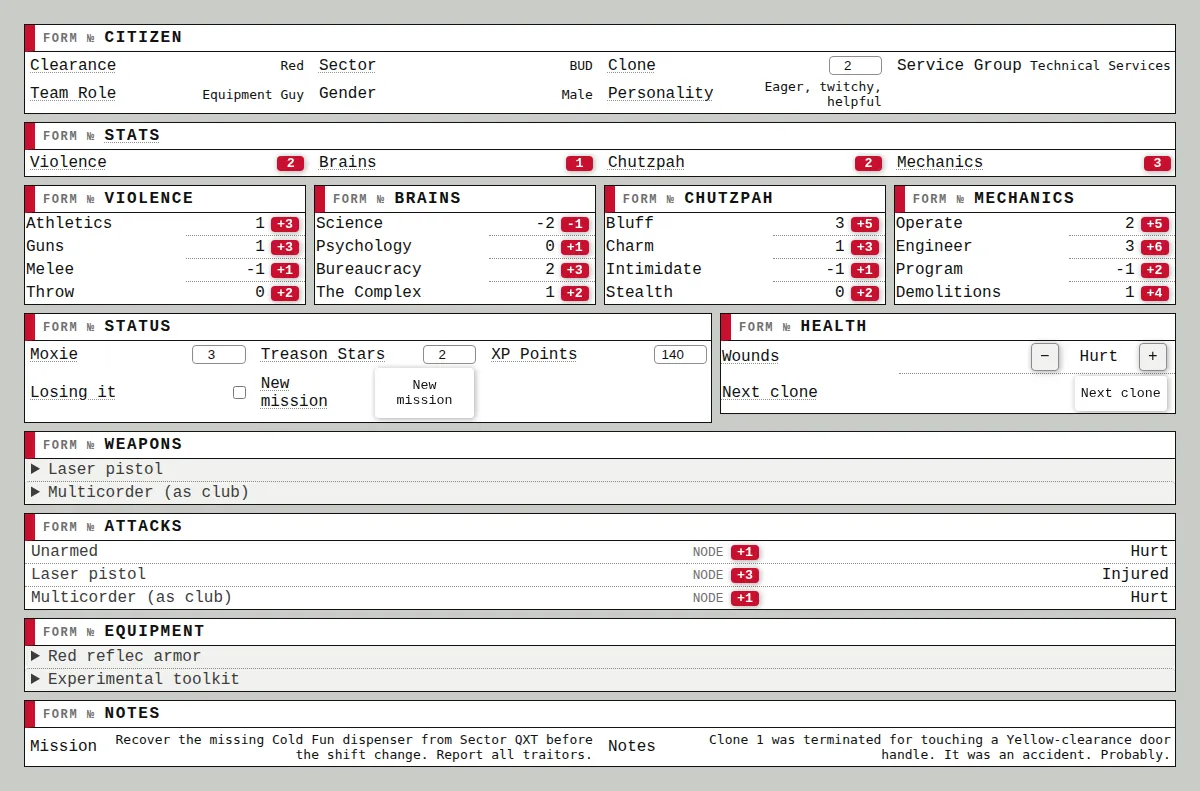 FORM № CITIZEN
Clearance Red Sector BUD Clone 2 Service Group Technical Services
Team Role Equipment Guy Gender Male Personality Eager, twitchy,
helpful
FORM № STATS
Violence 2 Brains 1 Chutzpah 2 Mechanics 3
FORM № VIOLENCE FORM № BRAINS FORM № CHUTZPAH FORM № MECHANICS
Athletics 1 +3 Science -2 -1 Bluff 3 +5 Operate 2 +5
Guns 1 +3 Psychology 0 +1 Charm 1 +3 Engineer 3 +6
Melee -1 +1 Bureaucracy 2 +3 Intimidate -1 +1 Program -1 +2
Throw 0 +2 The Complex 1 +2 Stealth 0 +2 Demolitions 1 +4
FORM № STATUS FORM № HEALTH
Moxie 3 Treason Stars 2 XP Points 140 Wounds − Hurt +
Losing it New mission New mission Next clone Next clone
FORM № WEAPONS
▶ Laser pistol
▶ Multicorder (as club)
FORM № ATTACKS
Unarmed NODE +1 Hurt
Laser pistol NODE +3 Injured
Multicorder (as club) NODE +1 Hurt
FORM № EQUIPMENT
▶ Red reflec armor
▶ Experimental toolkit
FORM № NOTES
Mission Recover the missing Cold Fun dispenser from Sector QXT before
the shift change. Report all traitors.
Notes Clone 1 was terminated for touching a Yellow-clearance door
handle. It was an accident. Probably.